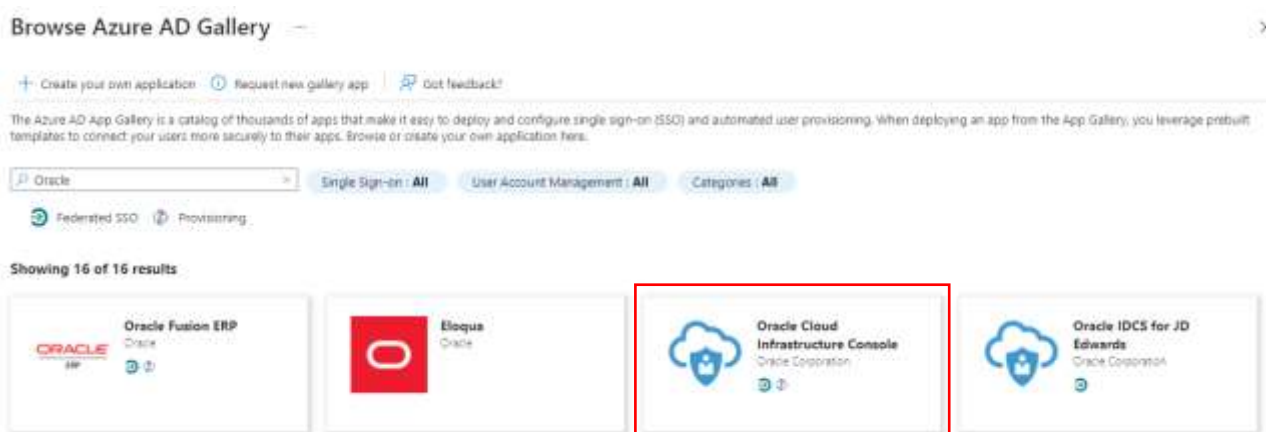 Browse Azure AD Gallery ...
Create your own application Request new gallery app Got feedback?
The Azure AD App Gallery is a catalog of thousands of apps that make it easy to deploy and configure single sign-on (SSO) and automated user provisioning. When deploying an app from the App Gallery, you leverage prebuilt
templates to connect your users more securely to their apps. Browse or create your own application here.
Oracle
Single Sign-on : All
User Account Management : All
Categories : All
Federated SSO Provisioning
Showing 16 of 16 results
ORACLE
ERP
Oracle Fusion ERP
Oracle
Eloqua
Oracle
Oracle Cloud
Infrastructure Console
Oracle Corporation
Oracle IDCS for JD
Edwards
Oracle Corporation